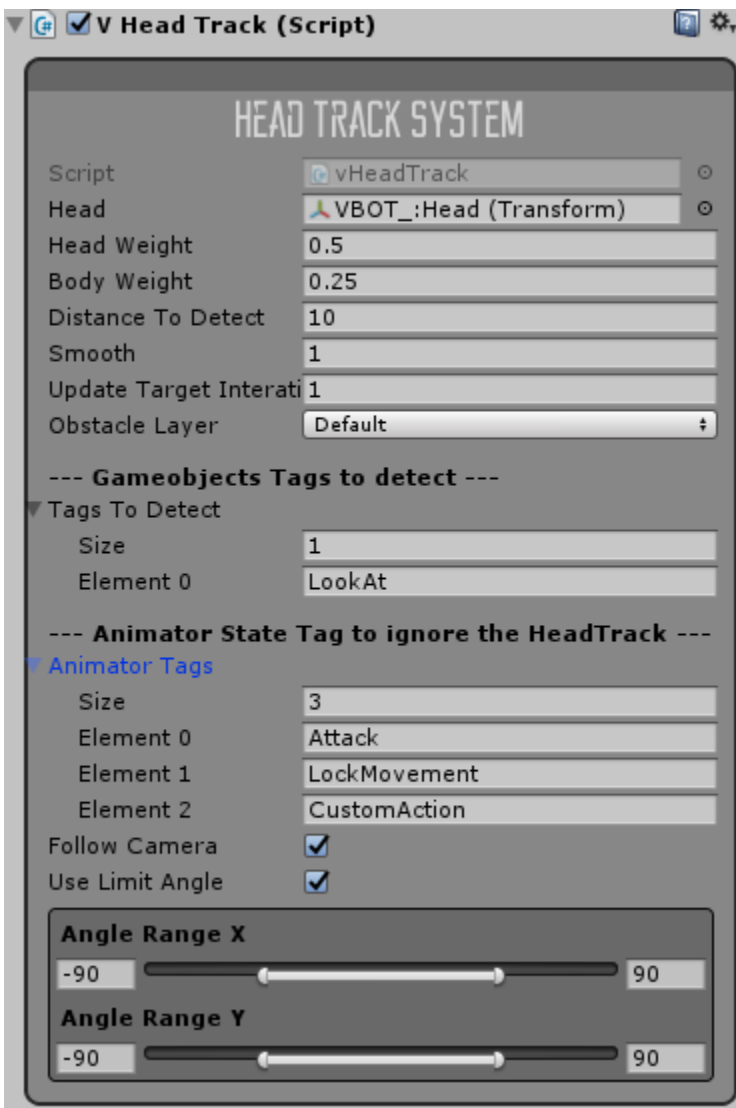 V Head Track (Script)
HEAD TRACK SYSTEM
Script vHeadTrack
Head VBOT_:Head (Transform)
Head Weight 0.5
Body Weight 0.25
Distance To Detect 10
Smooth 1
Update Target Interati 1
Obstacle Layer Default
--- Gameobjects Tags to detect ---
Tags To Detect
Size 1
Element 0 LookAt
--- Animator State Tag to ignore the HeadTrack ---
Animator Tags
Size 3
Element 0 Attack
Element 1 LockMovement
Element 2 CustomAction
Follow Camera
Use Limit Angle
Angle Range X
-90 90
Angle Range Y
-90 90